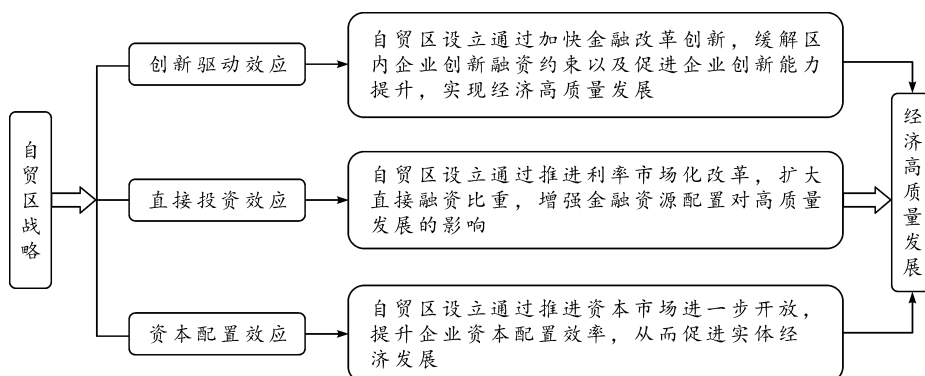 自贸区战略
创新驱动效应
自贸区设立通过加快金融改革创新，缓解区
内企业创新融资约束以及促进企业创新能力
提升，实现经济高质量发展
直接投资效应
自贸区设立通过推进利率市场化改革，扩大
直接融资比重，增强金融资源配置对高质量
发展的影响
资本配置效应
自贸区设立通过推进资本市场进一步开放，
提升企业资本配置效率，从而促进实体经
济发展
经济高质量发展